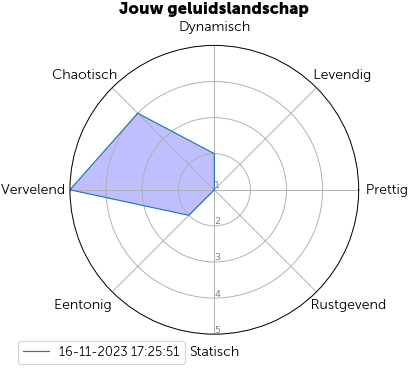 Jouw geluidslandschap
Dynamisch
Chaotisch
Levendig
Vervelend
1
Prettig
2
3
Eentonig
4
Rustgevend
5
16-11-2023 17:25:51
Statisch